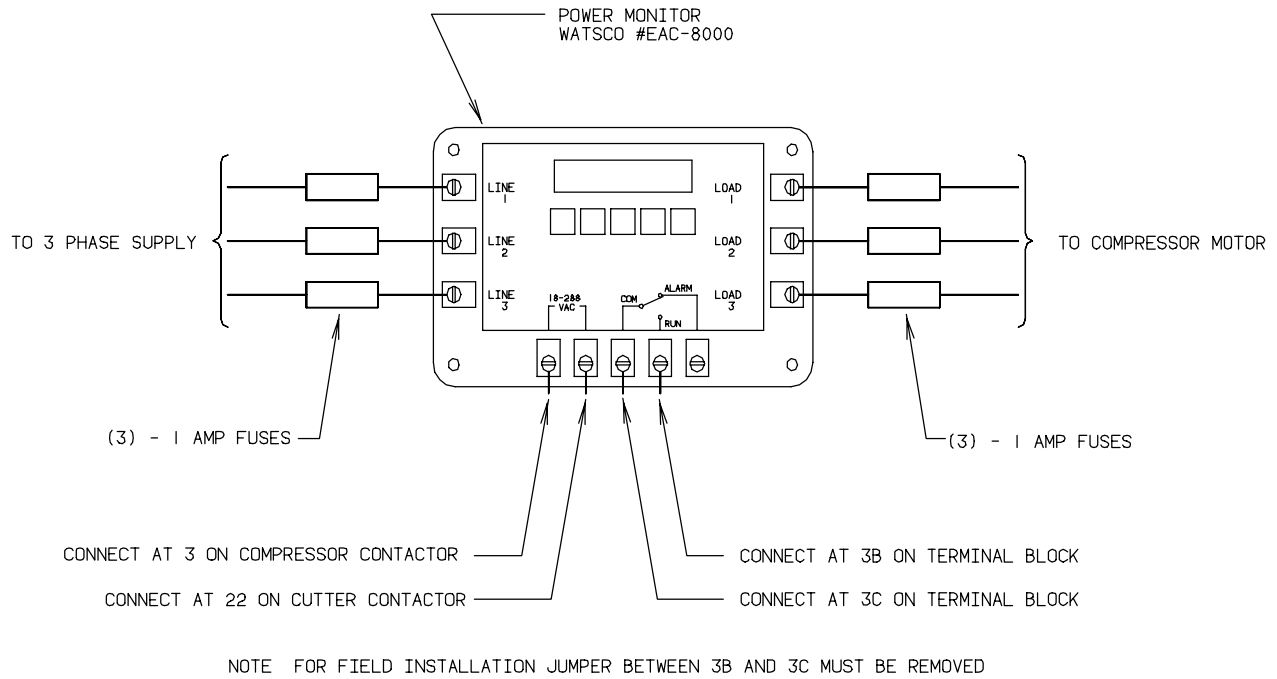 POWER MONITOR
WATSCO #EAC-8000
TO 3 PHASE SUPPLY
LINE
1
LINE
2
LINE
3
LOAD
1
LOAD
2
LOAD
3
TO COMPRESSOR MOTOR
18-288
VAC
COM
ALARM
RUN
(3) - 1 AMP FUSES
(3) - 1 AMP FUSES
CONNECT AT 3 ON COMPRESSOR CONTACTOR
CONNECT AT 3B ON TERMINAL BLOCK
CONNECT AT 22 ON CUTTER CONTACTOR
CONNECT AT 3C ON TERMINAL BLOCK
NOTE FOR FIELD INSTALLATION JUMPER BETWEEN 3B AND 3C MUST BE REMOVED